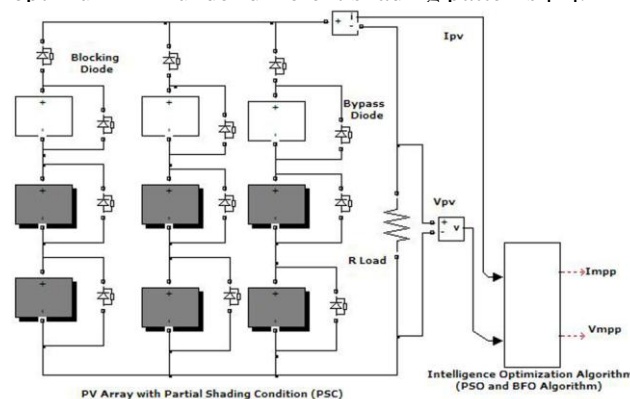 Ipv
Blocking
Diode
Bypass
Diode
Vpv
R Load
Impp
Vmpp
Intelligence Optimization Algorithm
(PSO and BFO Algorithm)
PV Array with Partial Shading Condition (PSC)